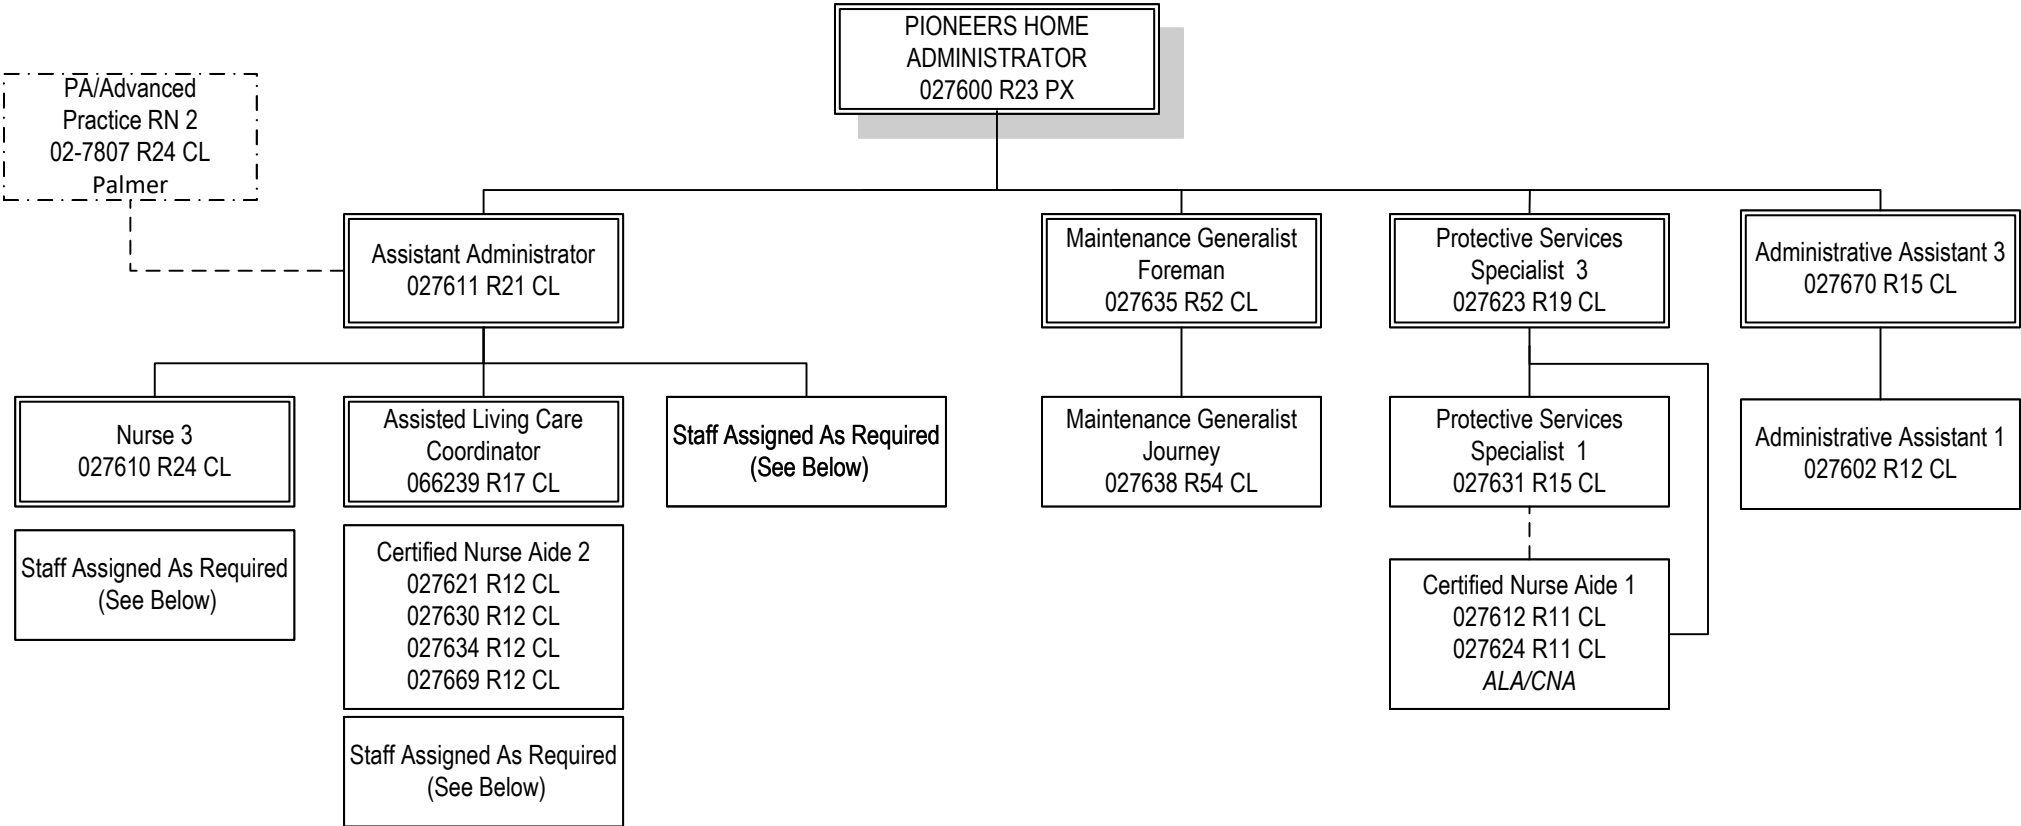 PIONEERS HOME
ADMINISTRATOR
027600 R23 PX
PA/Advanced
Practice RN 2
02-7807 R24 CL
Palmer
Assistant Administrator
027611 R21 CL
Maintenance Generalist
Foreman
027635 R52 CL
Protective Services
Specialist 3
027623 R19 CL
Administrative Assistant 3
027670 R15 CL
Nurse 3
027610 R24 CL
Assisted Living Care
Coordinator
066239 R17 CL
Staff Assigned As Required
(See Below)
Maintenance Generalist
Journey
027638 R54 CL
Protective Services
Specialist 1
027631 R15 CL
Administrative Assistant 1
027602 R12 CL
Staff Assigned As Required
(See Below)
Certified Nurse Aide 2
027621 R12 CL
027630 R12 CL
027634 R12 CL
027669 R12 CL
Certified Nurse Aide 1
027612 R11 CL
027624 R11 CL
ALA/CNA
Staff Assigned As Required
(See Below)